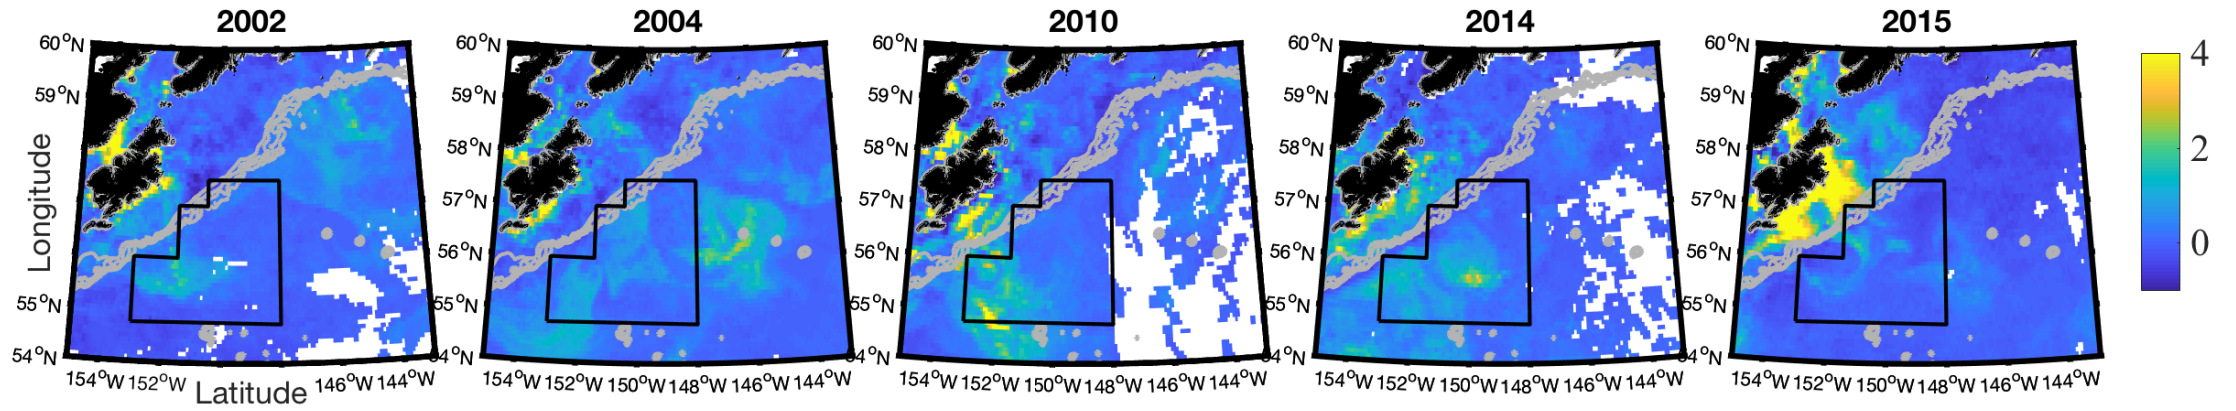 2002 2004 2010 2014 2015
60°N 60°N 60°N 60°N 60°N 4
59°N 59°N 59°N 59°N 59°N
58°N 58°N 58°N 58°N 58°N 2
Longitude
57°N 57°N 57°N 57°N 57°N
56°N 56°N 56°N 56°N 56°N 0
55°N 55°N 55°N 55°N 55°N
54°N 54°N 54°N 54°N 54°N
154°W 152°W 146°W 144°W 154°W 152°W 150°W 148°W 146°W 144°W 154°W 152°W 150°W 148°W 146°W 144°W 154°W 152°W 150°W 148°W 146°W 144°W 154°W 152°W 150°W 148°W 146°W 144°W
Latitude